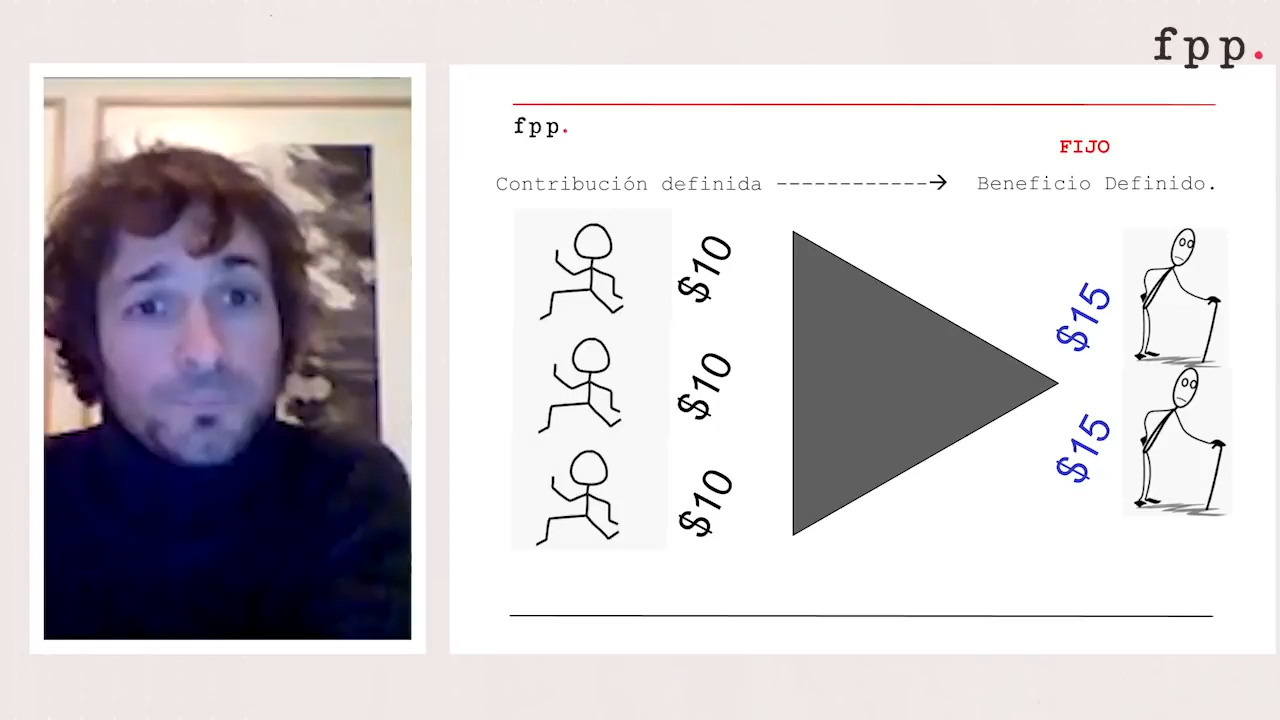 fpp.
fpp.
FIJO
Contribución definida ------------→ Beneficio Definido.
$10
$10
$10
$15
$15